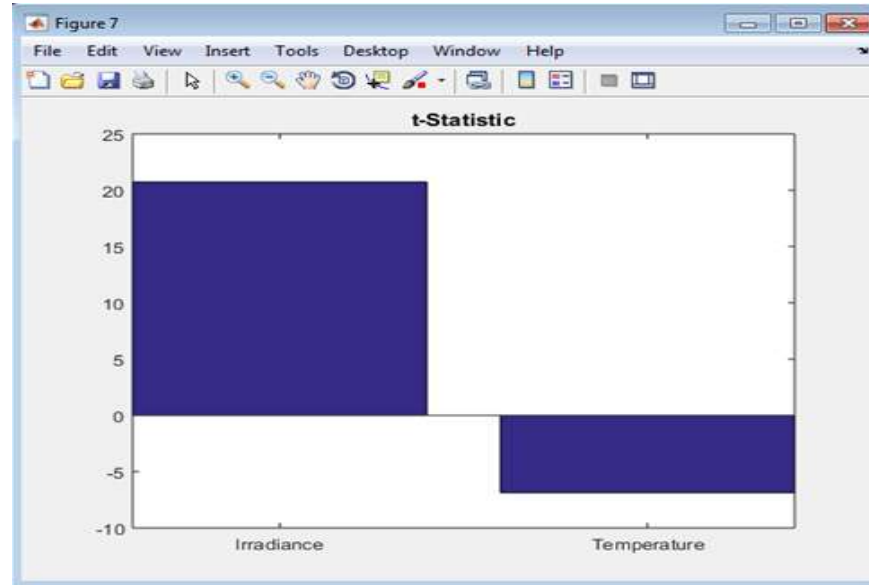 Figure 7
File Edit View Insert Tools Desktop Window Help
t-Statistic
25
20
15
10
5
0
-5
-10
Irradiance Temperature